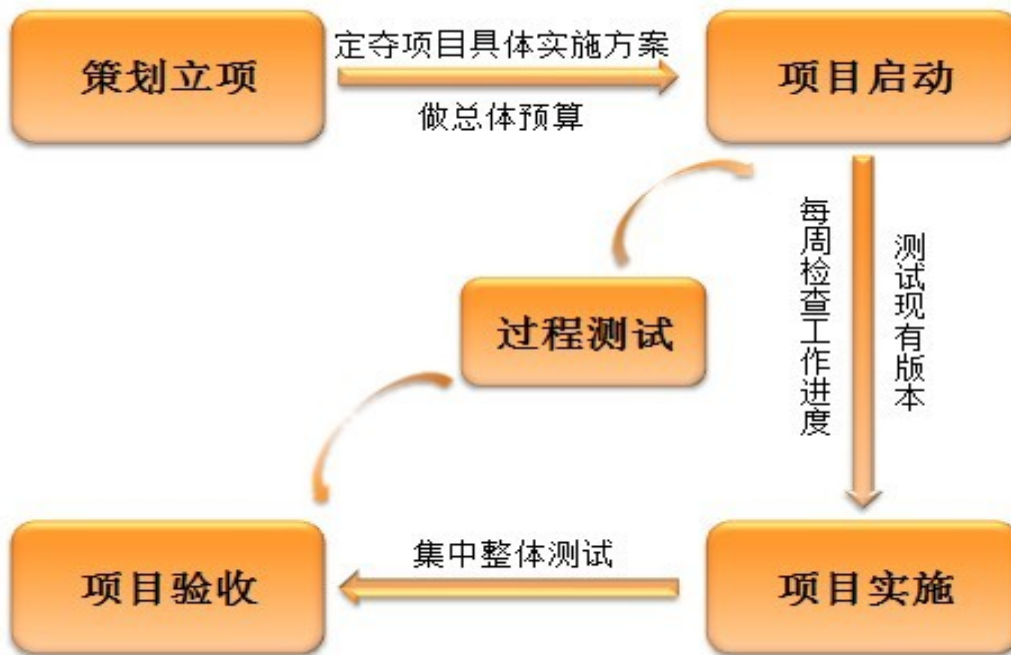 策划立项
定夺项目具体实施方案
做总体预算
项目启动
每周检查工作进度
测试现有版本
过程测试
项目验收
集中整体测试
项目实施